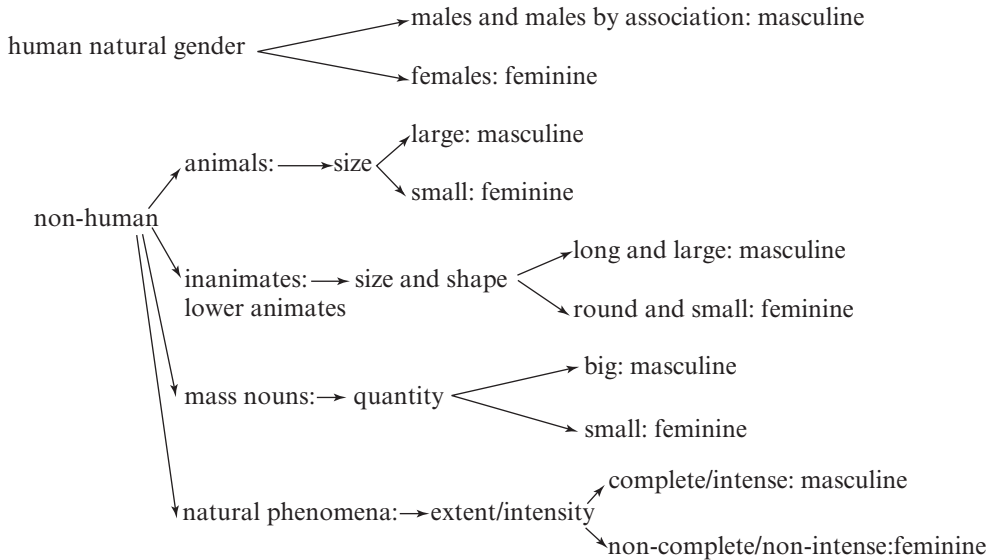 males and males by association: masculine
human natural gender
females: feminine
large: masculine
animals: size
small: feminine
non-human
long and large: masculine
inanimates: size and shape
lower animates
round and small: feminine
big: masculine
mass nouns: quantity
small: feminine
complete/intense: masculine
natural phenomena: extent/intensity
non-complete/non-intense:feminine